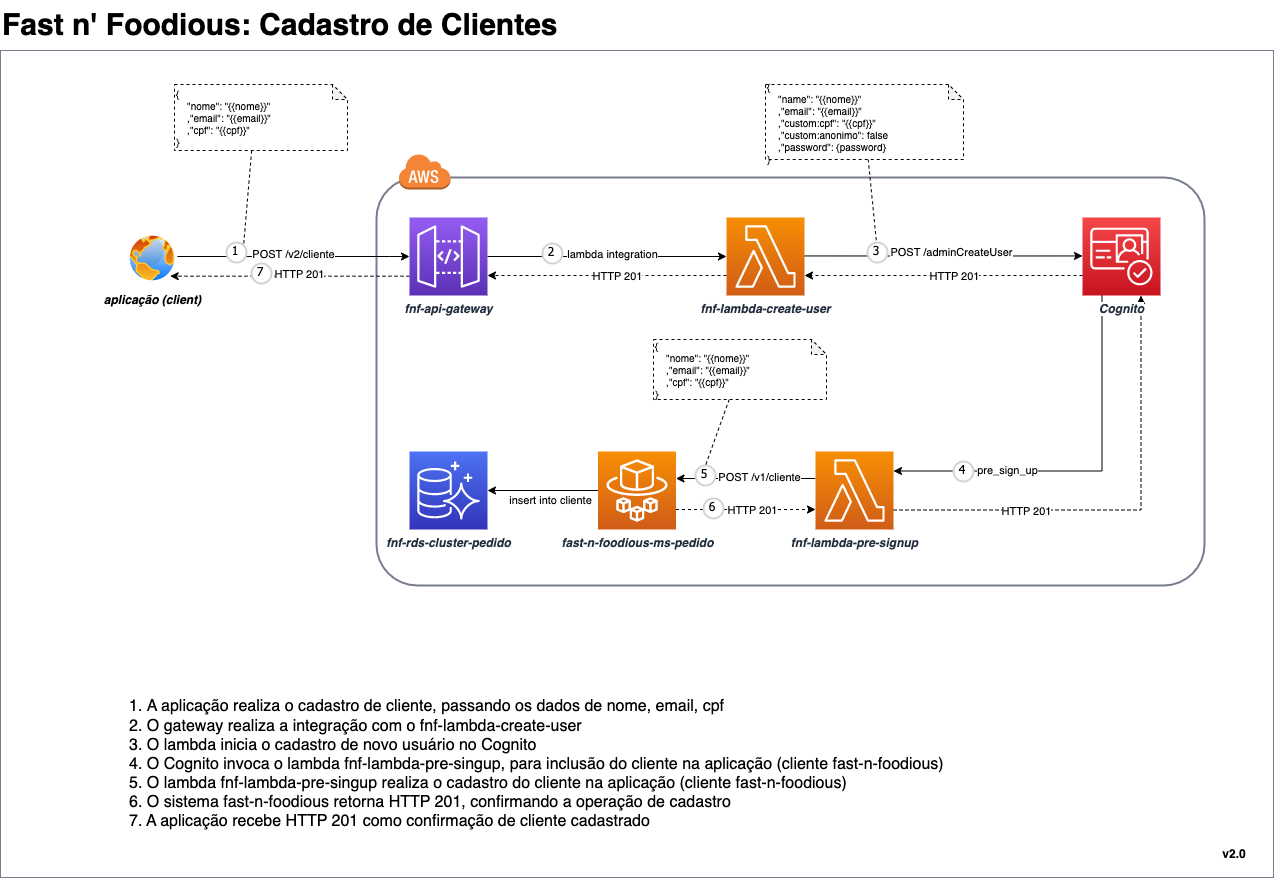 Fast n' Foodious: Cadastro de Clientes
{
"nome": "{{nome}}"
,"email": "{{email}}"
,"cpf": "{{cpf}}"
}
{
"name": "{{nome}}"
,"email": "{{email}}"
,"custom:cpf": "{{cpf}}"
,"custom:anonimo": false
,"password": {password}
}
AWS
1
POST /v2/cliente
2
lambda integration
3
POST /adminCreateUser
7
HTTP 201
HTTP 201
HTTP 201
aplicação (client)
fnf-api-gateway
fnf-lambda-create-user
Cognito
{
"nome": "{{nome}}"
,"email": "{{email}}"
,"cpf": "{{cpf}}"
}
4
pre_sign_up
5
POST /v1/cliente
insert into cliente
6
HTTP 201
HTTP 201
fnf-rds-cluster-pedido
fast-n-foodious-ms-pedido
fnf-lambda-pre-signup
1. A aplicação realiza o cadastro de cliente, passando os dados de nome, email, cpf
2. O gateway realiza a integração com o fnf-lambda-create-user
3. O lambda inicia o cadastro de novo usuário no Cognito
4. O Cognito invoca o lambda fnf-lambda-pre-singup, para inclusão do cliente na aplicação (cliente fast-n-foodious)
5. O lambda fnf-lambda-pre-singup realiza o cadastro do cliente na aplicação (cliente fast-n-foodious)
6. O sistema fast-n-foodious retorna HTTP 201, confirmando a operação de cadastro
7. A aplicação recebe HTTP 201 como confirmação de cliente cadastrado
v2.0